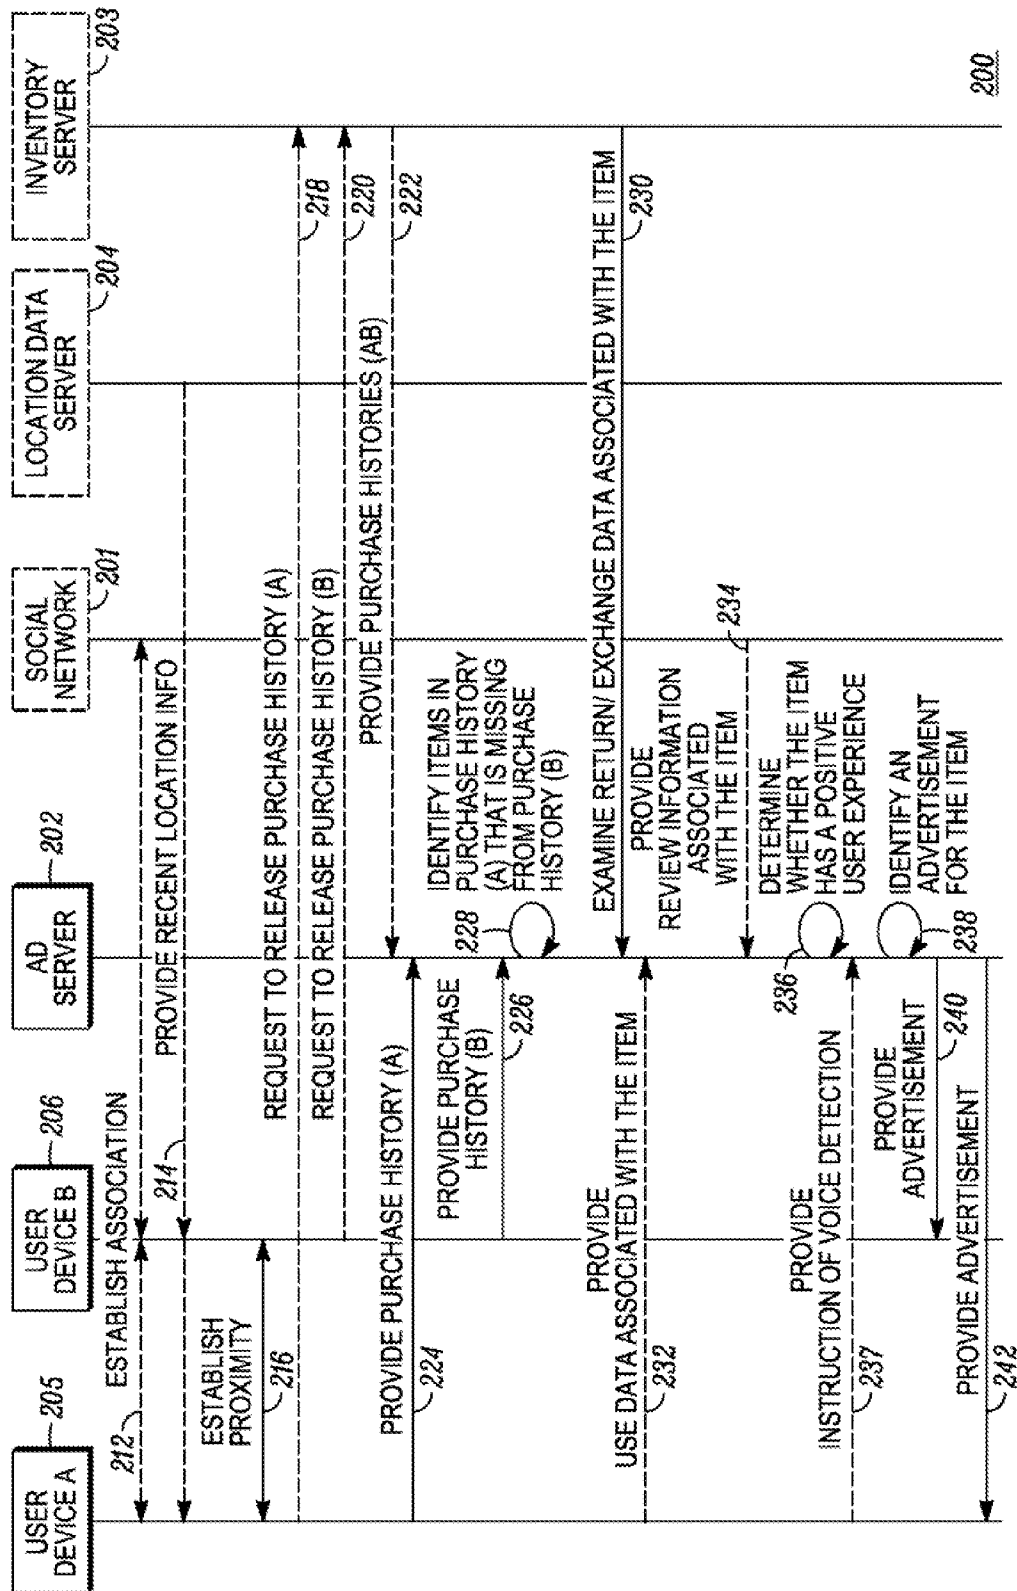 USER
DEVICE A
205
USER
DEVICE B
206
AD
SERVER
202
SOCIAL
NETWORK
201
LOCATION DATA
SERVER
204
INVENTORY
SERVER
203
ESTABLISH ASSOCIATION
212
PROVIDE RECENT LOCATION INFO
214
ESTABLISH
PROXIMITY
216
REQUEST TO RELEASE PURCHASE HISTORY (A)
218
REQUEST TO RELEASE PURCHASE HISTORY (B)
220
PROVIDE PURCHASE HISTORIES (AB)
222
PROVIDE PURCHASE HISTORY (A)
224
PROVIDE PURCHASE
HISTORY (B)
226
228
IDENTIFY ITEMS IN
PURCHASE HISTORY
(A) THAT IS MISSING
FROM PURCHASE
HISTORY (B)
EXAMINE RETURN/ EXCHANGE DATA ASSOCIATED WITH THE ITEM
230
PROVIDE
USE DATA ASSOCIATED WITH THE ITEM
232
PROVIDE
REVIEW INFORMATION
ASSOCIATED
WITH THE ITEM
234
DETERMINE
WHETHER THE ITEM
HAS A POSITIVE
USER EXPERIENCE
236
PROVIDE
INSTRUCTION OF VOICE DETECTION
237
IDENTIFY AN
ADVERTISEMENT
FOR THE ITEM
238
PROVIDE
ADVERTISEMENT
240
PROVIDE ADVERTISEMENT
242
200